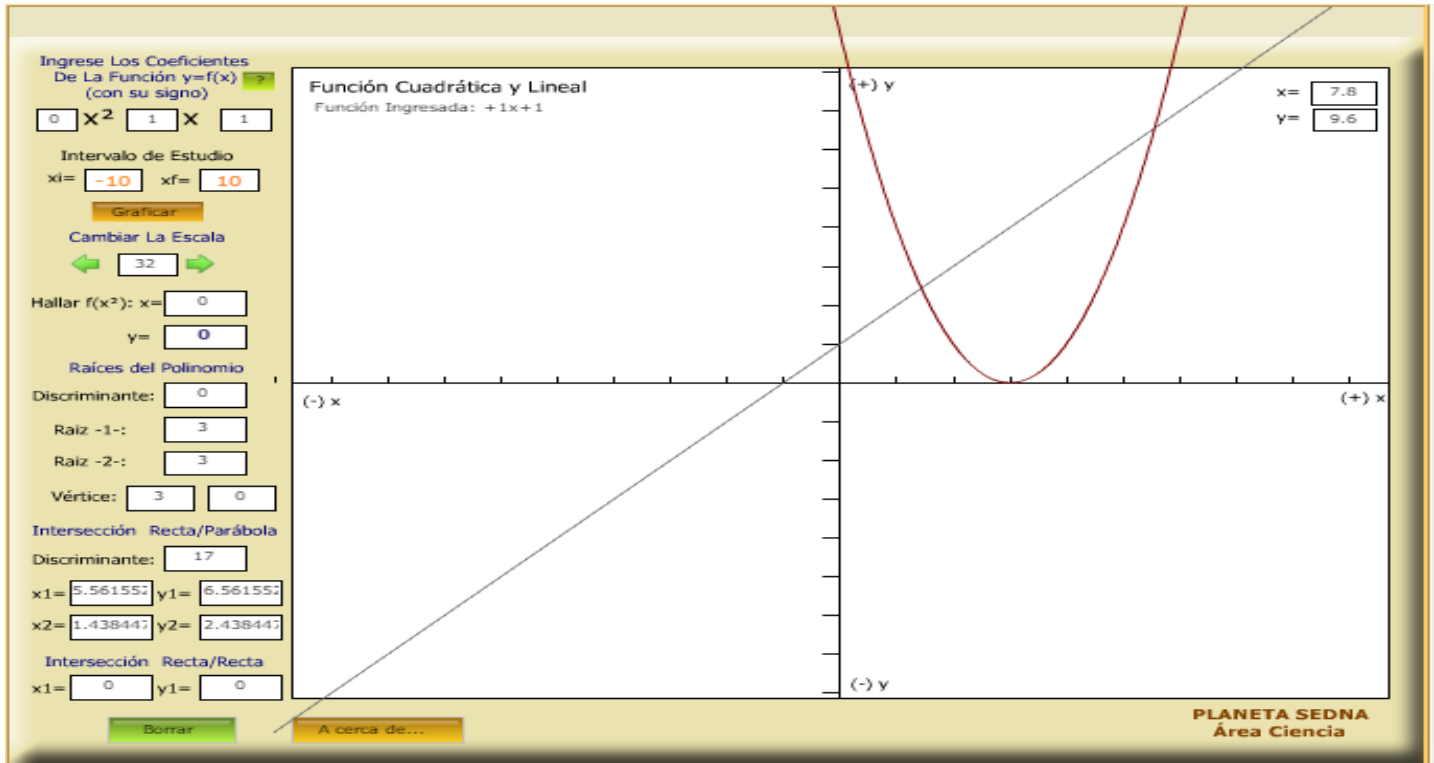 Ingrese Los Coeficientes
De La Función y=f(x) ?
(con su signo)
0 X² 1 X 1
Intervalo de Estudio
xi= -10 xf= 10
Graficar
Cambiar La Escala
32
Hallar f(x²): x= 0
y= 0
Raíces del Polinomio
Discriminante: 0
Raiz -1-: 3
Raiz -2-: 3
Vértice: 3 0
Intersección Recta/Parábola
Discriminante: 17
x1= 5.561552 y1= 6.561552
x2= 1.438447 y2= 2.438447
Intersección Recta/Recta
x1= 0 y1= 0
Borrar
A cerca de...
Función Cuadrática y Lineal
Función Ingresada: +1x+1
(+) y
x= 7.8
y= 9.6
(-) x
(+) x
(-) y
PLANETA SEDNA
Área Ciencia